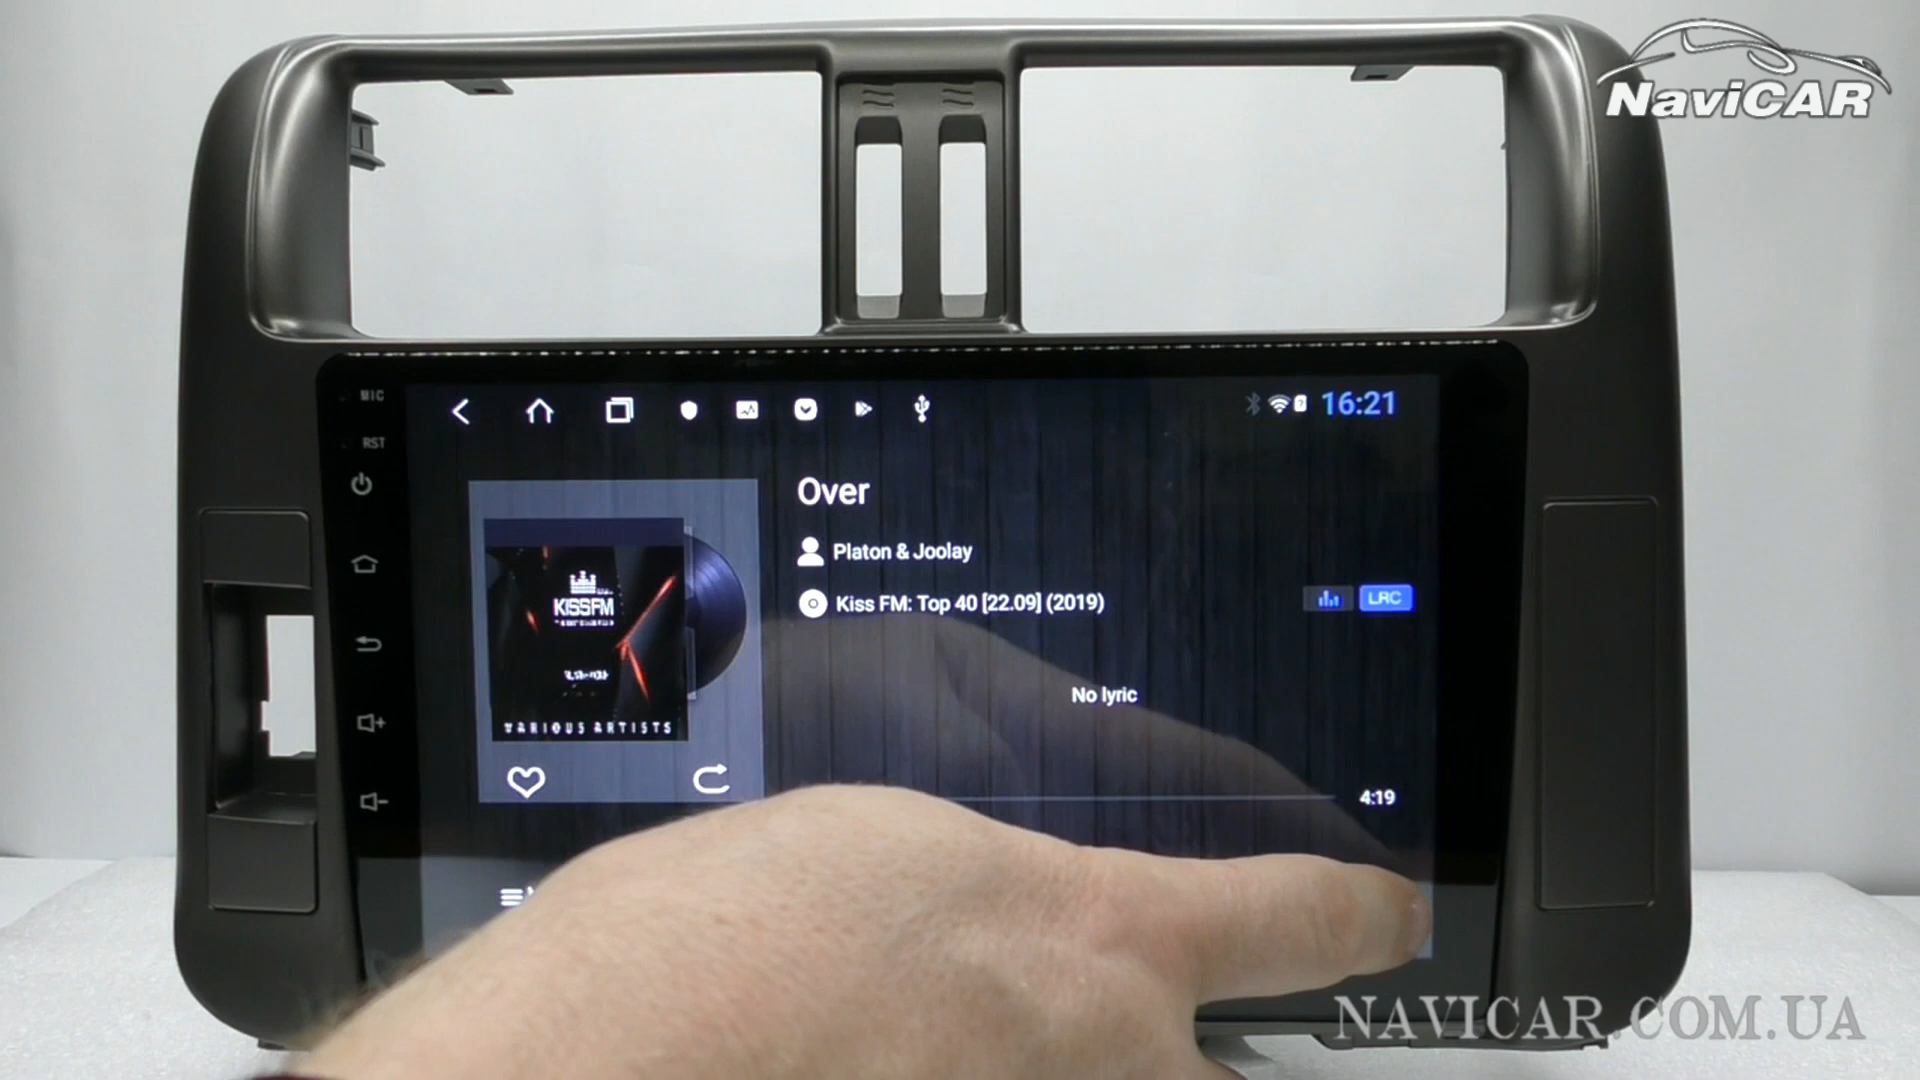 NaviCAR
MIC
RST
16:21
Over
Platon & Joolay
Kiss FM: Top 40 [22.09] (2019)
LRC
KISSFM
No lyric
VARIOUS ARTISTS
4:19
NAVICAR.COM.UA